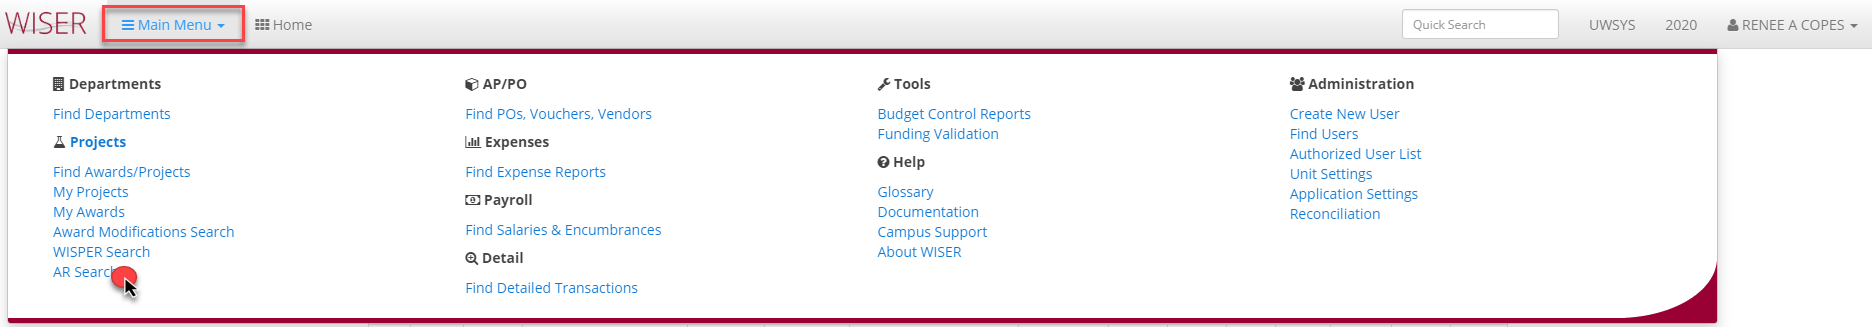 WISER
Main Menu
Home
Quick Search
UWSYS
2020
RENEE A COPES
Departments
Find Departments
Projects
Find Awards/Projects
My Projects
My Awards
Award Modifications Search
WISPER Search
AR Search
AP/PO
Find POs, Vouchers, Vendors
Expenses
Find Expense Reports
Payroll
Find Salaries & Encumbrances
Detail
Find Detailed Transactions
Tools
Budget Control Reports
Funding Validation
Help
Glossary
Documentation
Campus Support
About WISER
Administration
Create New User
Find Users
Authorized User List
Unit Settings
Application Settings
Reconciliation